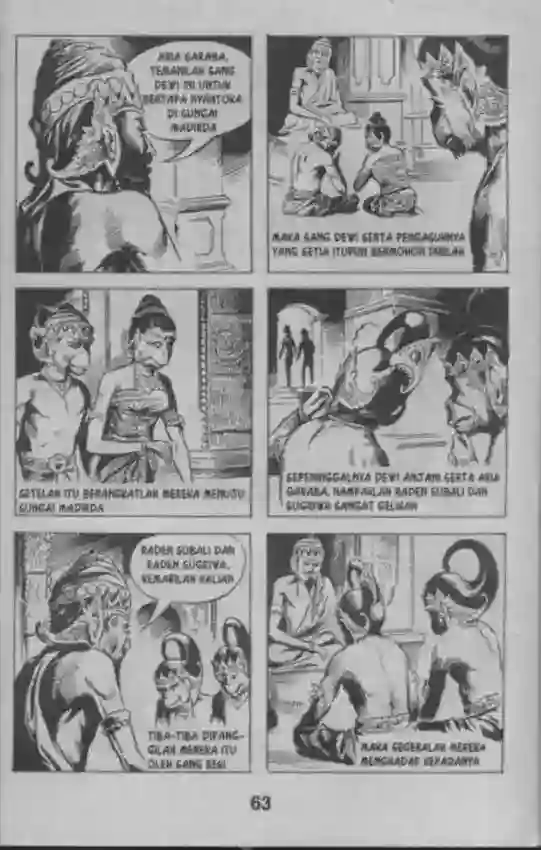 ARIA GARABA,
TEMANILAH SANG
DEWI INI UNTUK
BERTAPA NYANTOKA
DI SUNGAI
MADIRDA
MAKA SANG DEWI SERTA PENGASUHNYA
YANG SETIA ITUPUN BERMOHON DIRILAH
SETELAH ITU BERANGKATLAH MEREKA MENUJU
SUNGAI MADIRDA
SEPENINGGALNYA DEWI ANJANI SERTA ARIA
GARABA, NAMPAKLAH RADEN SUBALI DAN
SUGRIWA SANGAT GELISAH
RADEN SUBALI DAN
RADEN SUGRIWA,
KEMARILAH KALIAN
TIBA-TIBA DIPANG-
GILAH MEREKA ITU
OLEH SANG RESI
MAKA SEGERALAH MEREKA
MENGHADAP KEPADANYA
63